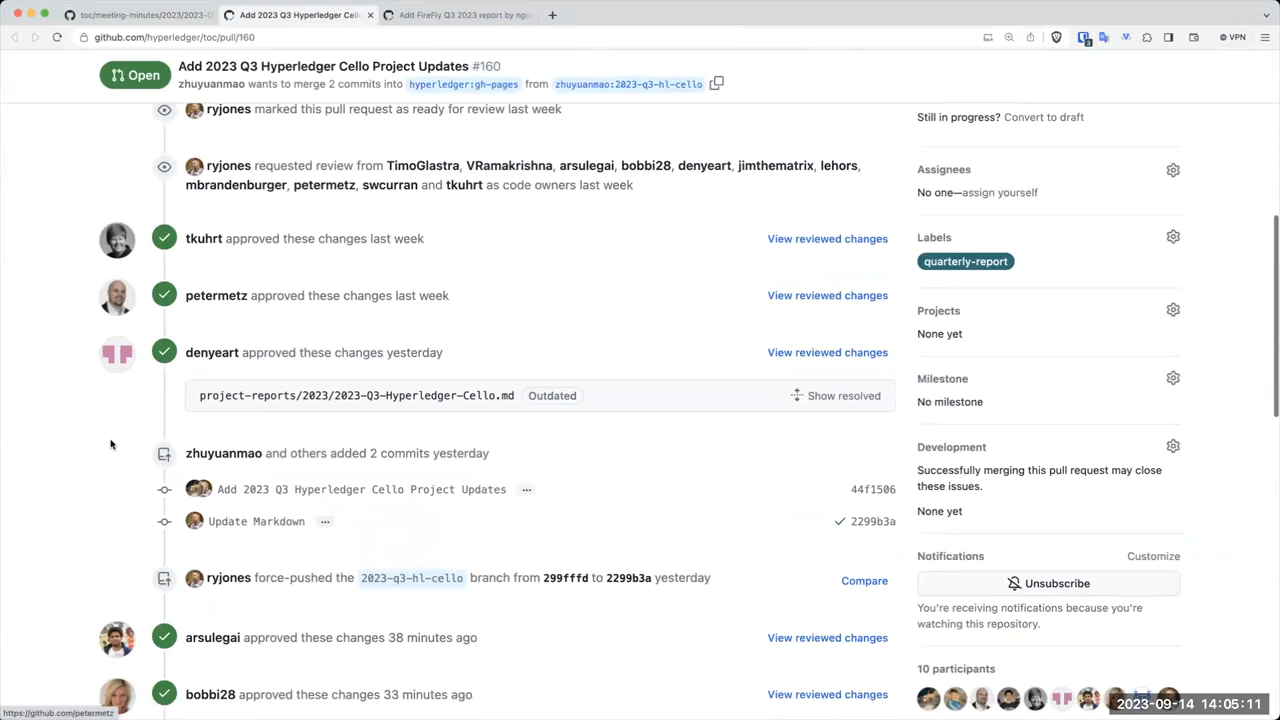 toc/meeting-minutes/2023/2023-0
Add 2023 Q3 Hyperledger Cello
Add FireFly Q3 2023 report by ngu
github.com/hyperledger/toc/pull/160
VPN
Open
Add 2023 Q3 Hyperledger Cello Project Updates #160
zhuyuanmao wants to merge 2 commits into hyperledger:gh-pages from zhuyuanmao:2023-q3-hl-cello
ryjones marked this pull request as ready for review last week
ryjones requested review from TimoGlastra, VRamakrishna, arsulegai, bobbi28, denyeart, jimthematrix, lehors,
mbrandenburger, petermetz, swcurran and tkuhrt as code owners last week
tkuhrt approved these changes last week
View reviewed changes
petermetz approved these changes last week
View reviewed changes
denyeart approved these changes yesterday
View reviewed changes
project-reports/2023/2023-Q3-Hyperledger-Cello.md Outdated
Show resolved
zhuyuanmao and others added 2 commits yesterday
Add 2023 Q3 Hyperledger Cello Project Updates ...
44f1506
Update Markdown ...
2299b3a
ryjones force-pushed the 2023-q3-hl-cello branch from 299fffd to 2299b3a yesterday
Compare
arsulegai approved these changes 38 minutes ago
View reviewed changes
bobbi28 approved these changes 33 minutes ago
View reviewed changes
https://github.com/petermetz
Still in progress? Convert to draft
Assignees
No one—assign yourself
Labels
quarterly-report
Projects
None yet
Milestone
No milestone
Development
Successfully merging this pull request may close
these issues.
None yet
Notifications
Customize
Unsubscribe
You're receiving notifications because you're
watching this repository.
10 participants
2023-09-14 14:05:11